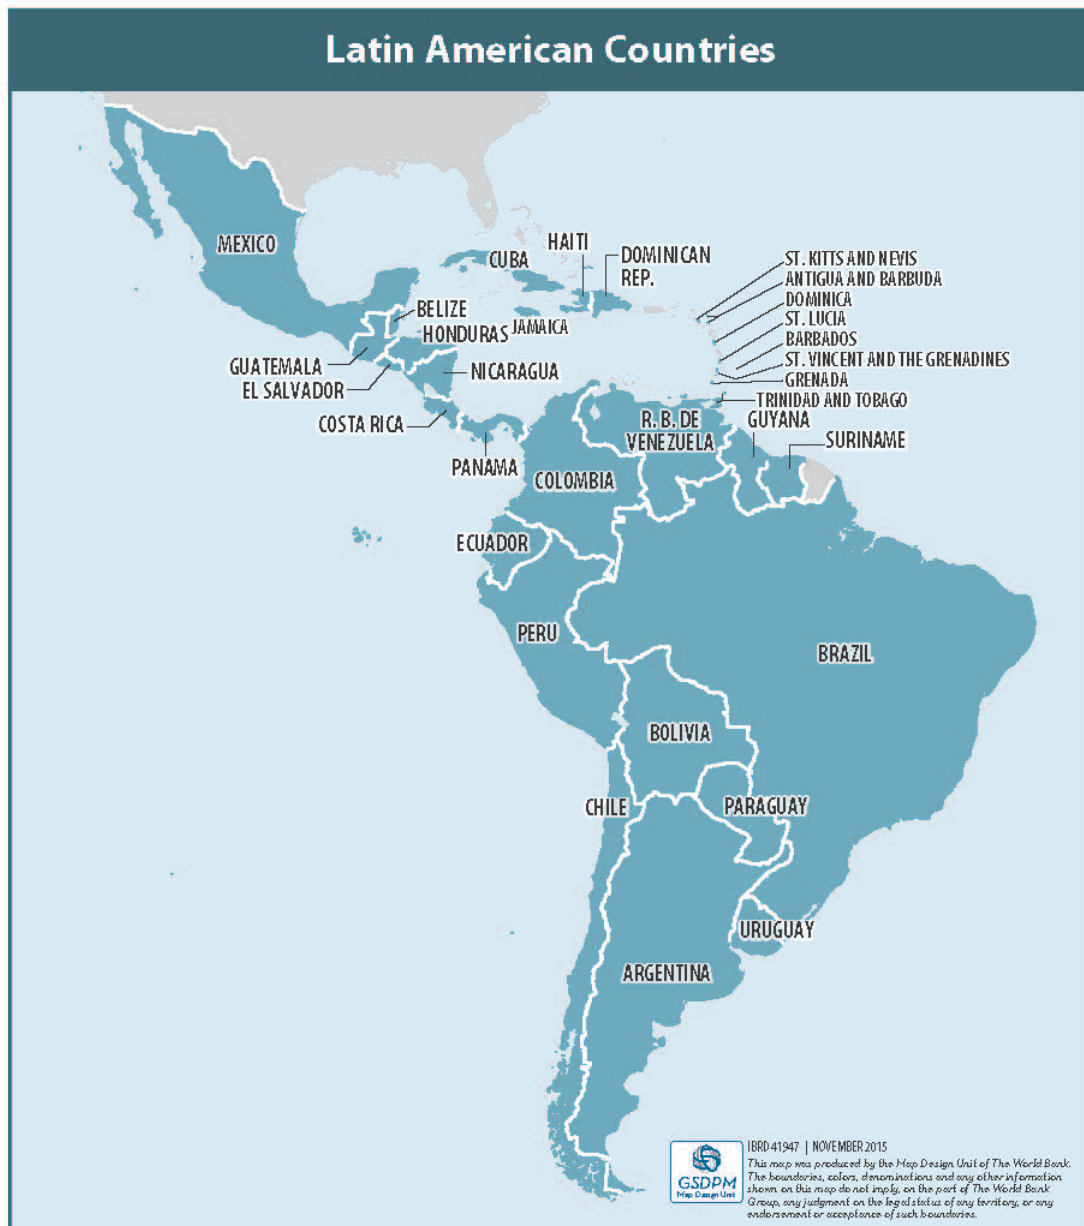 Latin American Countries
MEXICO
CUBA
HAITI
DOMINICAN
REP.
ST. KITTS AND NEVIS
ANTIGUA AND BARBUDA
DOMINICA
ST. LUCIA
BARBADOS
ST. VINCENT AND THE GRENADINES
GRENADA
TRINIDAD AND TOBAGO
BELIZE
HONDURAS
JAMAICA
GUATEMALA
EL SALVADOR
NICARAGUA
COSTA RICA
PANAMA
R. B. DE
VENEZUELA
GUYANA
SURINAME
COLOMBIA
ECUADOR
PERU
BRAZIL
BOLIVIA
CHILE
PARAGUAY
URUGUAY
ARGENTINA
GSDPM
Map Design Unit
IBRD 41947 | NOVEMBER 2015
This map was produced by the Map Design Unit of The World Bank.
The boundaries, colors, denominations and any other information
shown on this map do not imply, on the part of The World Bank
Group, any judgment on the legal status of any territory, or any
endorsement or acceptance of such boundaries.